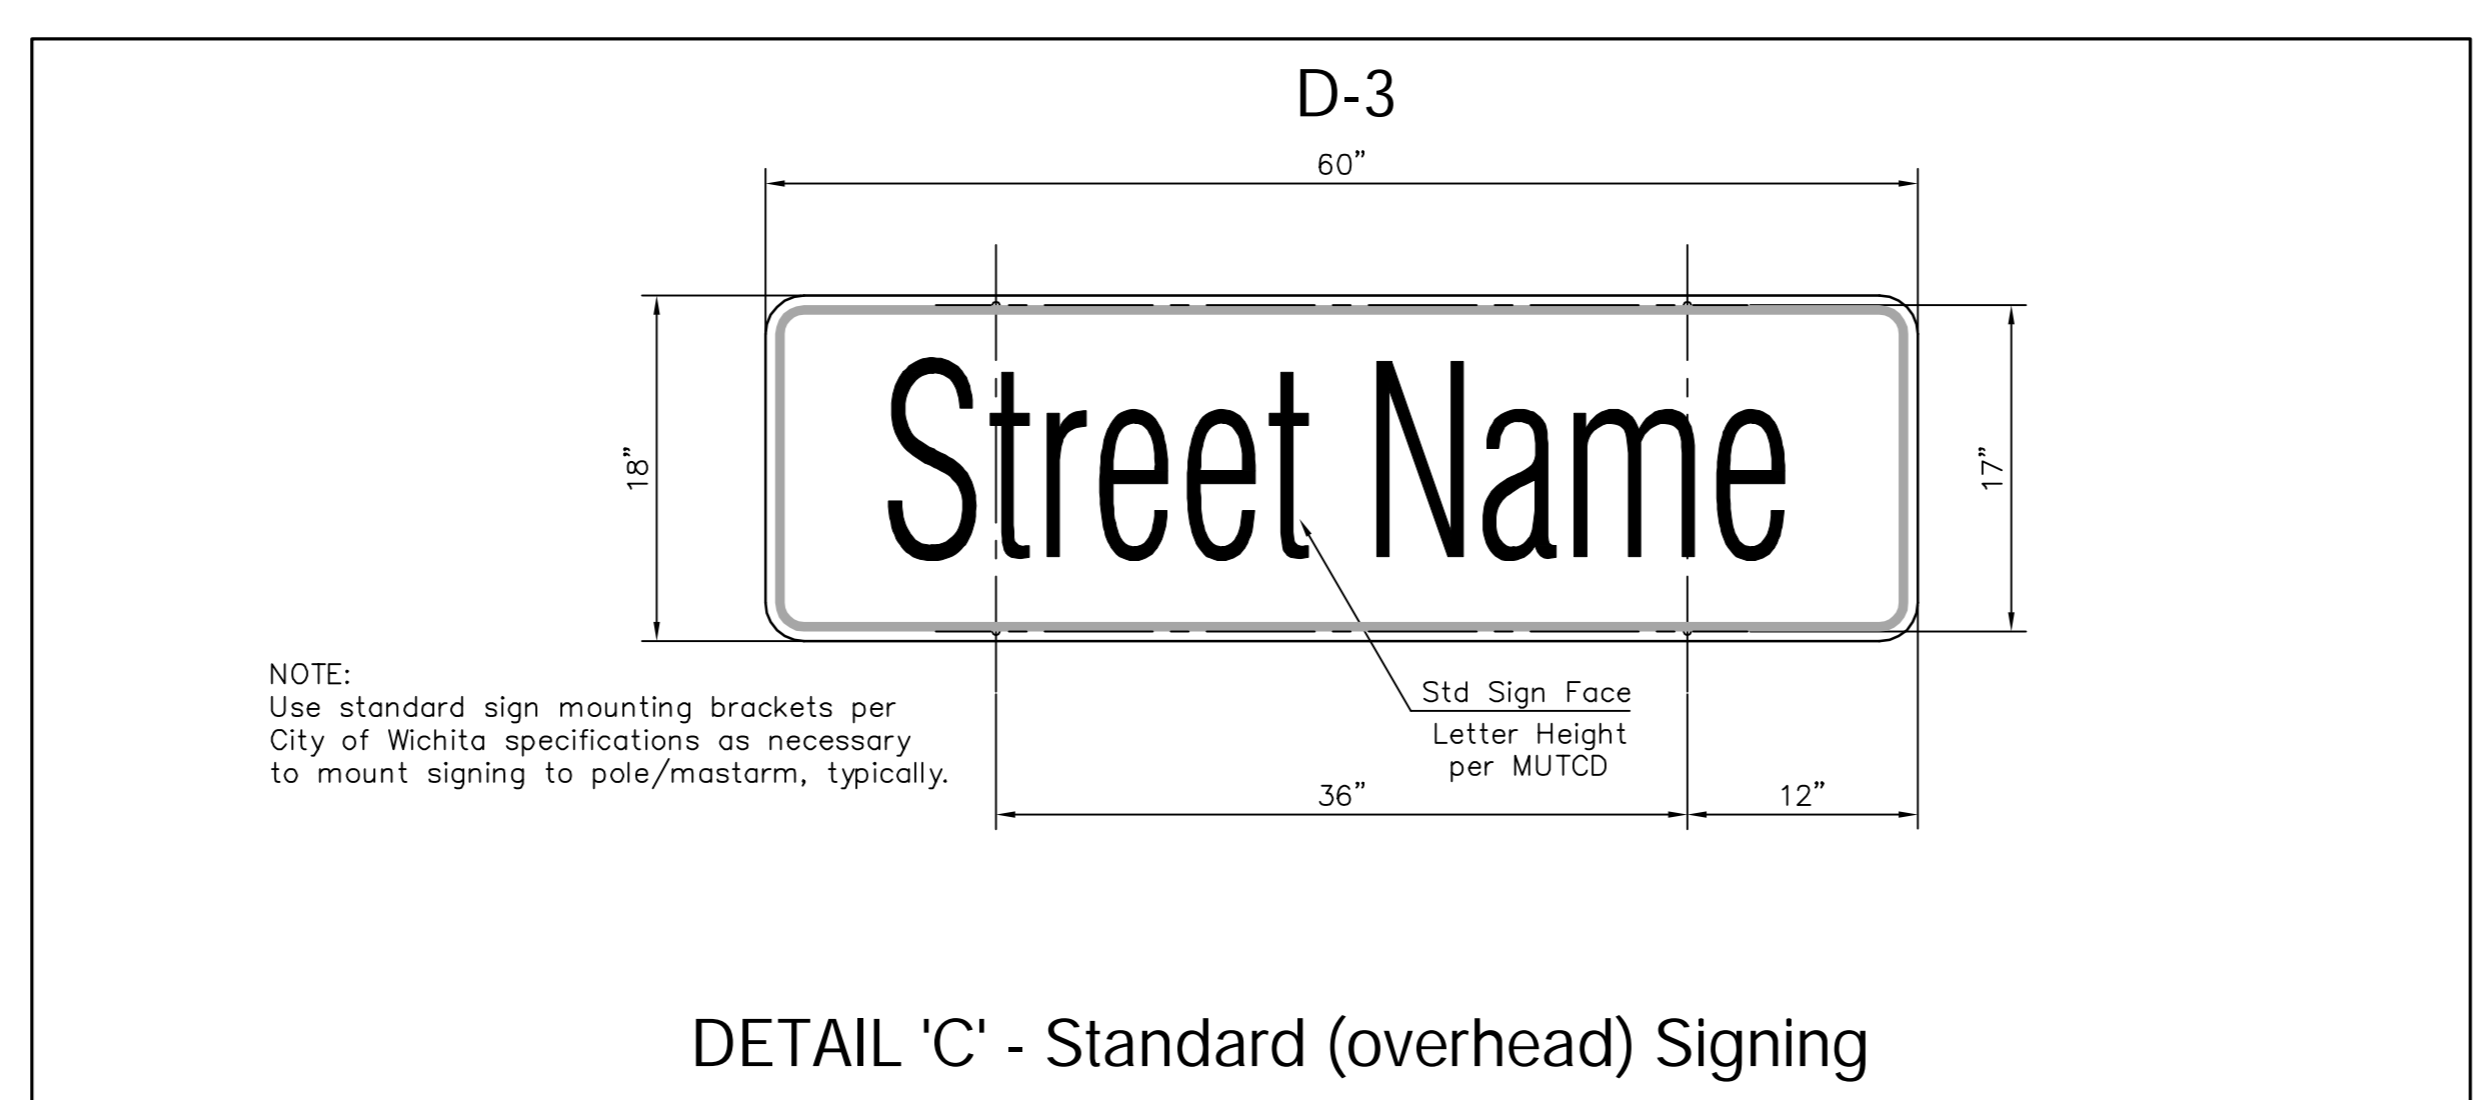 D-3
60”
18”
Street Name
17”
NOTE:
Use standard sign mounting brackets per
City of Wichita specifications as necessary
to mount signing to pole/mastarm, typically.
Std Sign Face
Letter Height
per MUTCD
36”
12”
DETAIL 'C' - Standard (overhead) Signing